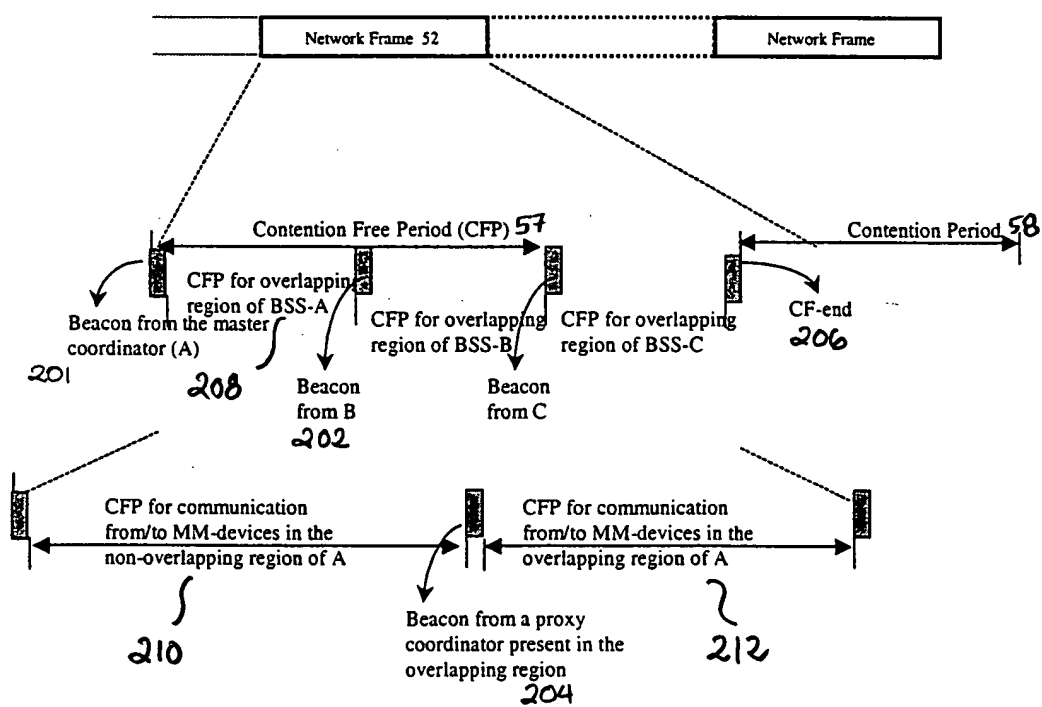 Network Frame 52
Network Frame
Contention Free Period (CFP) 57
Contention Period 58
CFP for overlapping
region of BSS-A
Beacon from the master
coordinator (A)
201
208
CFP for overlapping
region of BSS-B
CFP for overlapping
region of BSS-C
CF-end
206
Beacon
from B
202
Beacon
from C
CFP for communication
from/to MM-devices in the
non-overlapping region of A
210
CFP for communication
from/to MM-devices in the
overlapping region of A
212
Beacon from a proxy
coordinator present in the
overlapping region
204